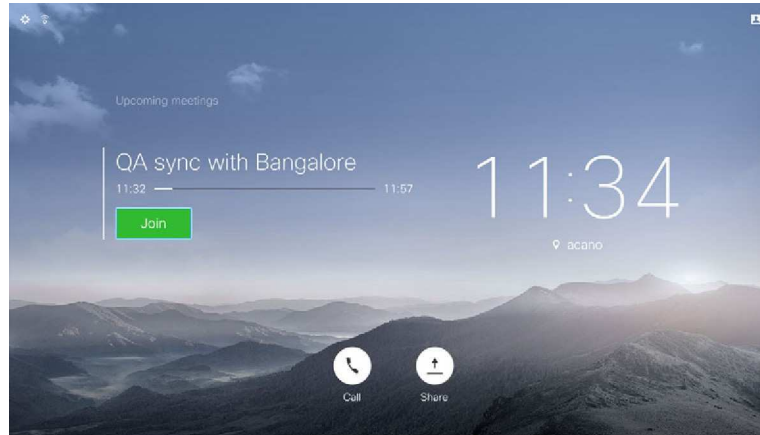 Upcoming meetings
QA sync with Bangalore
11:32 11:57
Join
11:34
acano
Call
Share